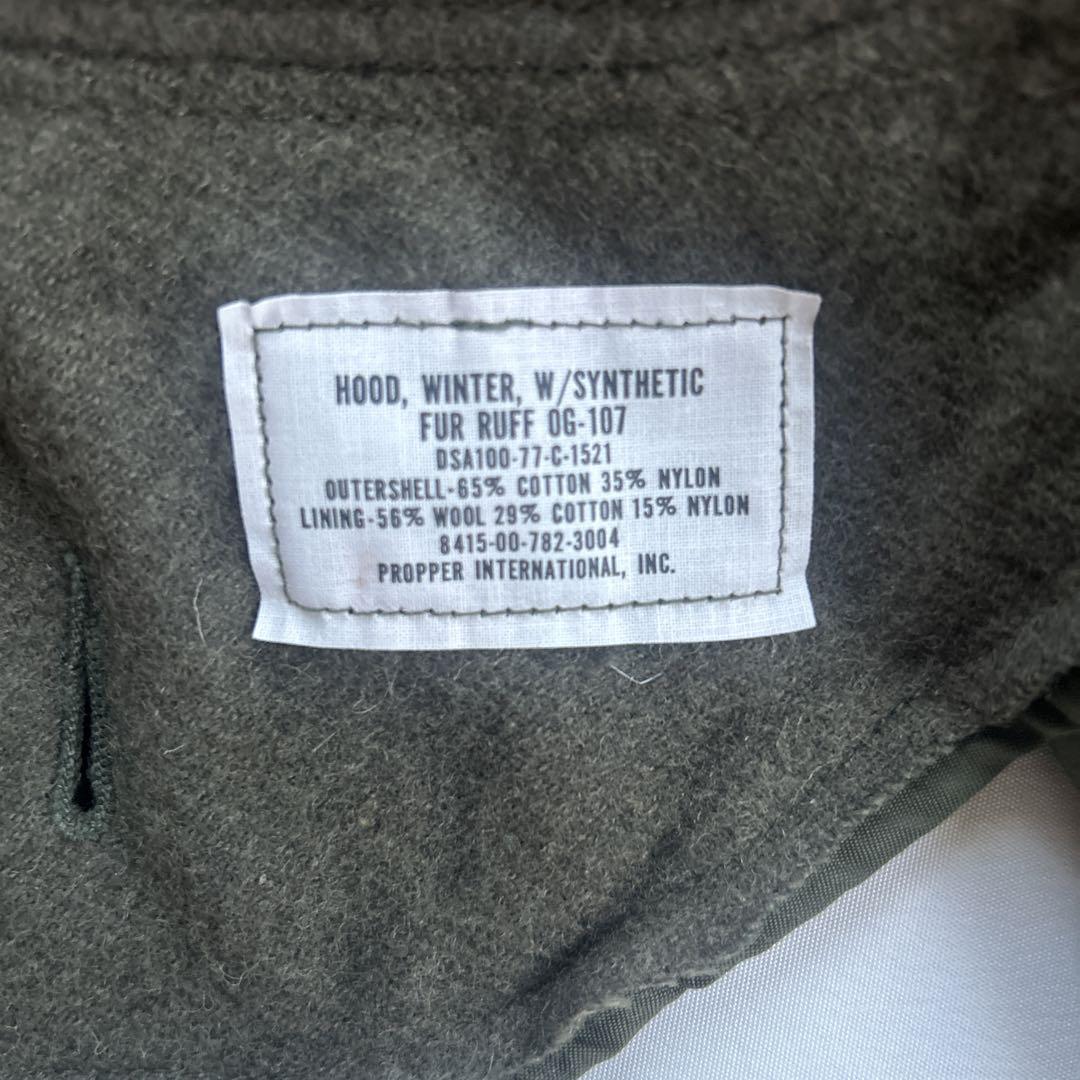 HOOD, WINTER, W/SYNTHETIC
FUR RUFF OG-107
DSA100-77-C-1521
OUTERSHELL-65% COTTON 35% NYLON
LINING-56% WOOL 29% COTTON 15% NYLON
8415-00-782-3004
PROPPER INTERNATIONAL, INC.